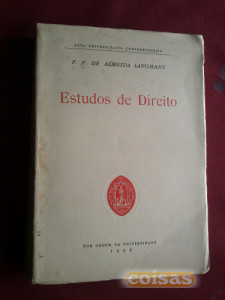 ACTA UNIVERSITATIS CONIMBRIGENSIS
F. P. DE ALMEIDA LANGHANS
Estudos de Direito
POR ORDEM DA UNIVERSIDADE
coisas